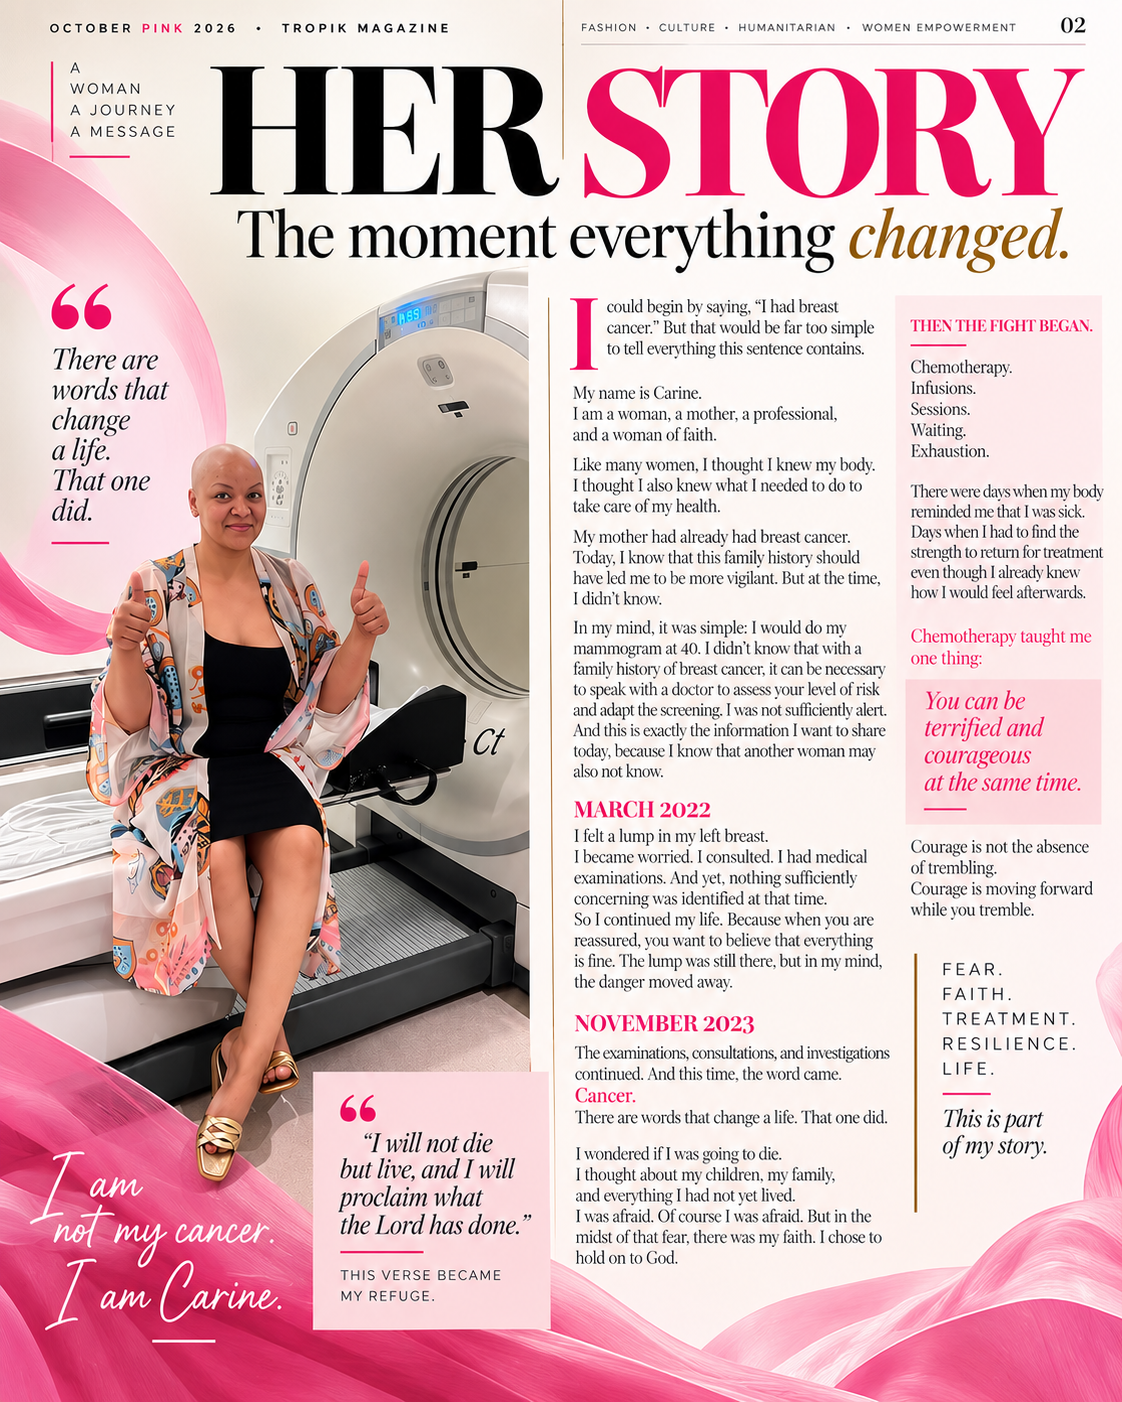 OCTOBER PINK 2026 • TROPIK MAGAZINE
FASHION • CULTURE • HUMANITARIAN • WOMEN EMPOWERMENT
02
A
WOMAN
A JOURNEY
A MESSAGE
HER STORY
The moment everything changed.
“
There are
words that
change
a life.
That one
did.
Ct
I am
not my cancer.
I am Carine.
“
“I will not die
but live, and I will
proclaim what
the Lord has done.”
THIS VERSE BECAME
MY REFUGE.
I could begin by saying, “I had breast
cancer.” But that would be far too simple
to tell everything this sentence contains.
My name is Carine.
I am a woman, a mother, a professional,
and a woman of faith.
Like many women, I thought I knew my body.
I thought I also knew what I needed to do to
take care of my health.
My mother had already had breast cancer.
Today, I know that this family history should
have led me to be more vigilant. But at the time,
I didn’t know.
In my mind, it was simple: I would do my
mammogram at 40. I didn’t know that with a
family history of breast cancer, it can be necessary
to speak with a doctor to assess your level of risk
and adapt the screening. I was not sufficiently alert.
And this is exactly the information I want to share
today, because I know that another woman may
also not know.
MARCH 2022
I felt a lump in my left breast.
I became worried. I consulted. I had medical
examinations. And yet, nothing sufficiently
concerning was identified at that time.
So I continued my life. Because when you are
reassured, you want to believe that everything
is fine. The lump was still there, but in my mind,
the danger moved away.
NOVEMBER 2023
The examinations, consultations, and investigations
continued. And this time, the word came.
Cancer.
There are words that change a life. That one did.
I wondered if I was going to die.
I thought about my children, my family,
and everything I had not yet lived.
I was afraid. Of course I was afraid. But in the
midst of that fear, there was my faith. I chose to
hold on to God.
THEN THE FIGHT BEGAN.
Chemotherapy.
Infusions.
Sessions.
Waiting.
Exhaustion.
There were days when my body
reminded me that I was sick.
Days when I had to find the
strength to return for treatment
even though I already knew
how I would feel afterwards.
Chemotherapy taught me
one thing:
You can be
terrified and
courageous
at the same time.
Courage is not the absence
of trembling.
Courage is moving forward
while you tremble.
FEAR.
FAITH.
TREATMENT.
RESILIENCE.
LIFE.
This is part
of my story.